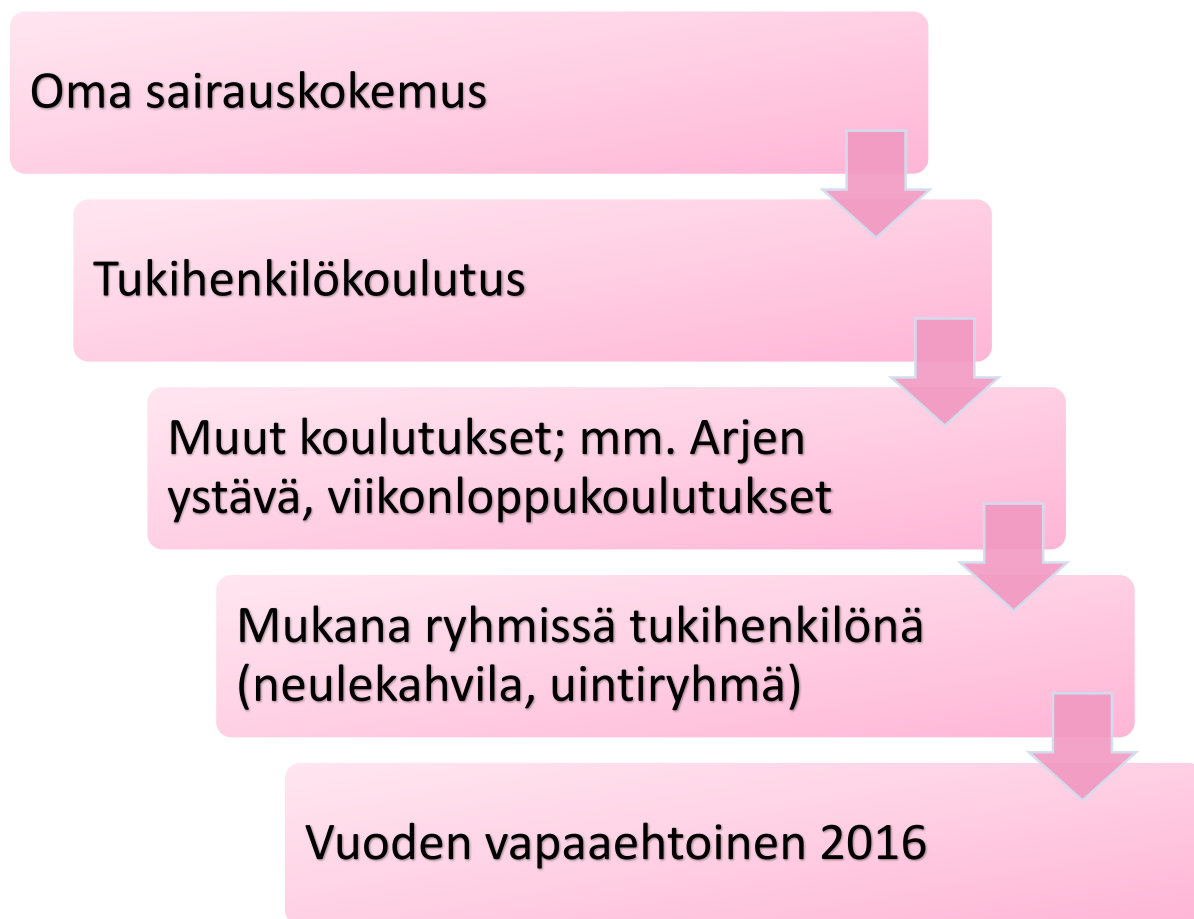 Oma sairauskokemus
Tukihenkilökoulutus
Muut koulutukset; mm. Arjen
ystävä, viikonloppukoulutukset
Mukana ryhmissä tukihenkilönä
(neulekahvila, uintiryhmä)
Vuoden vapaaehtoinen 2016